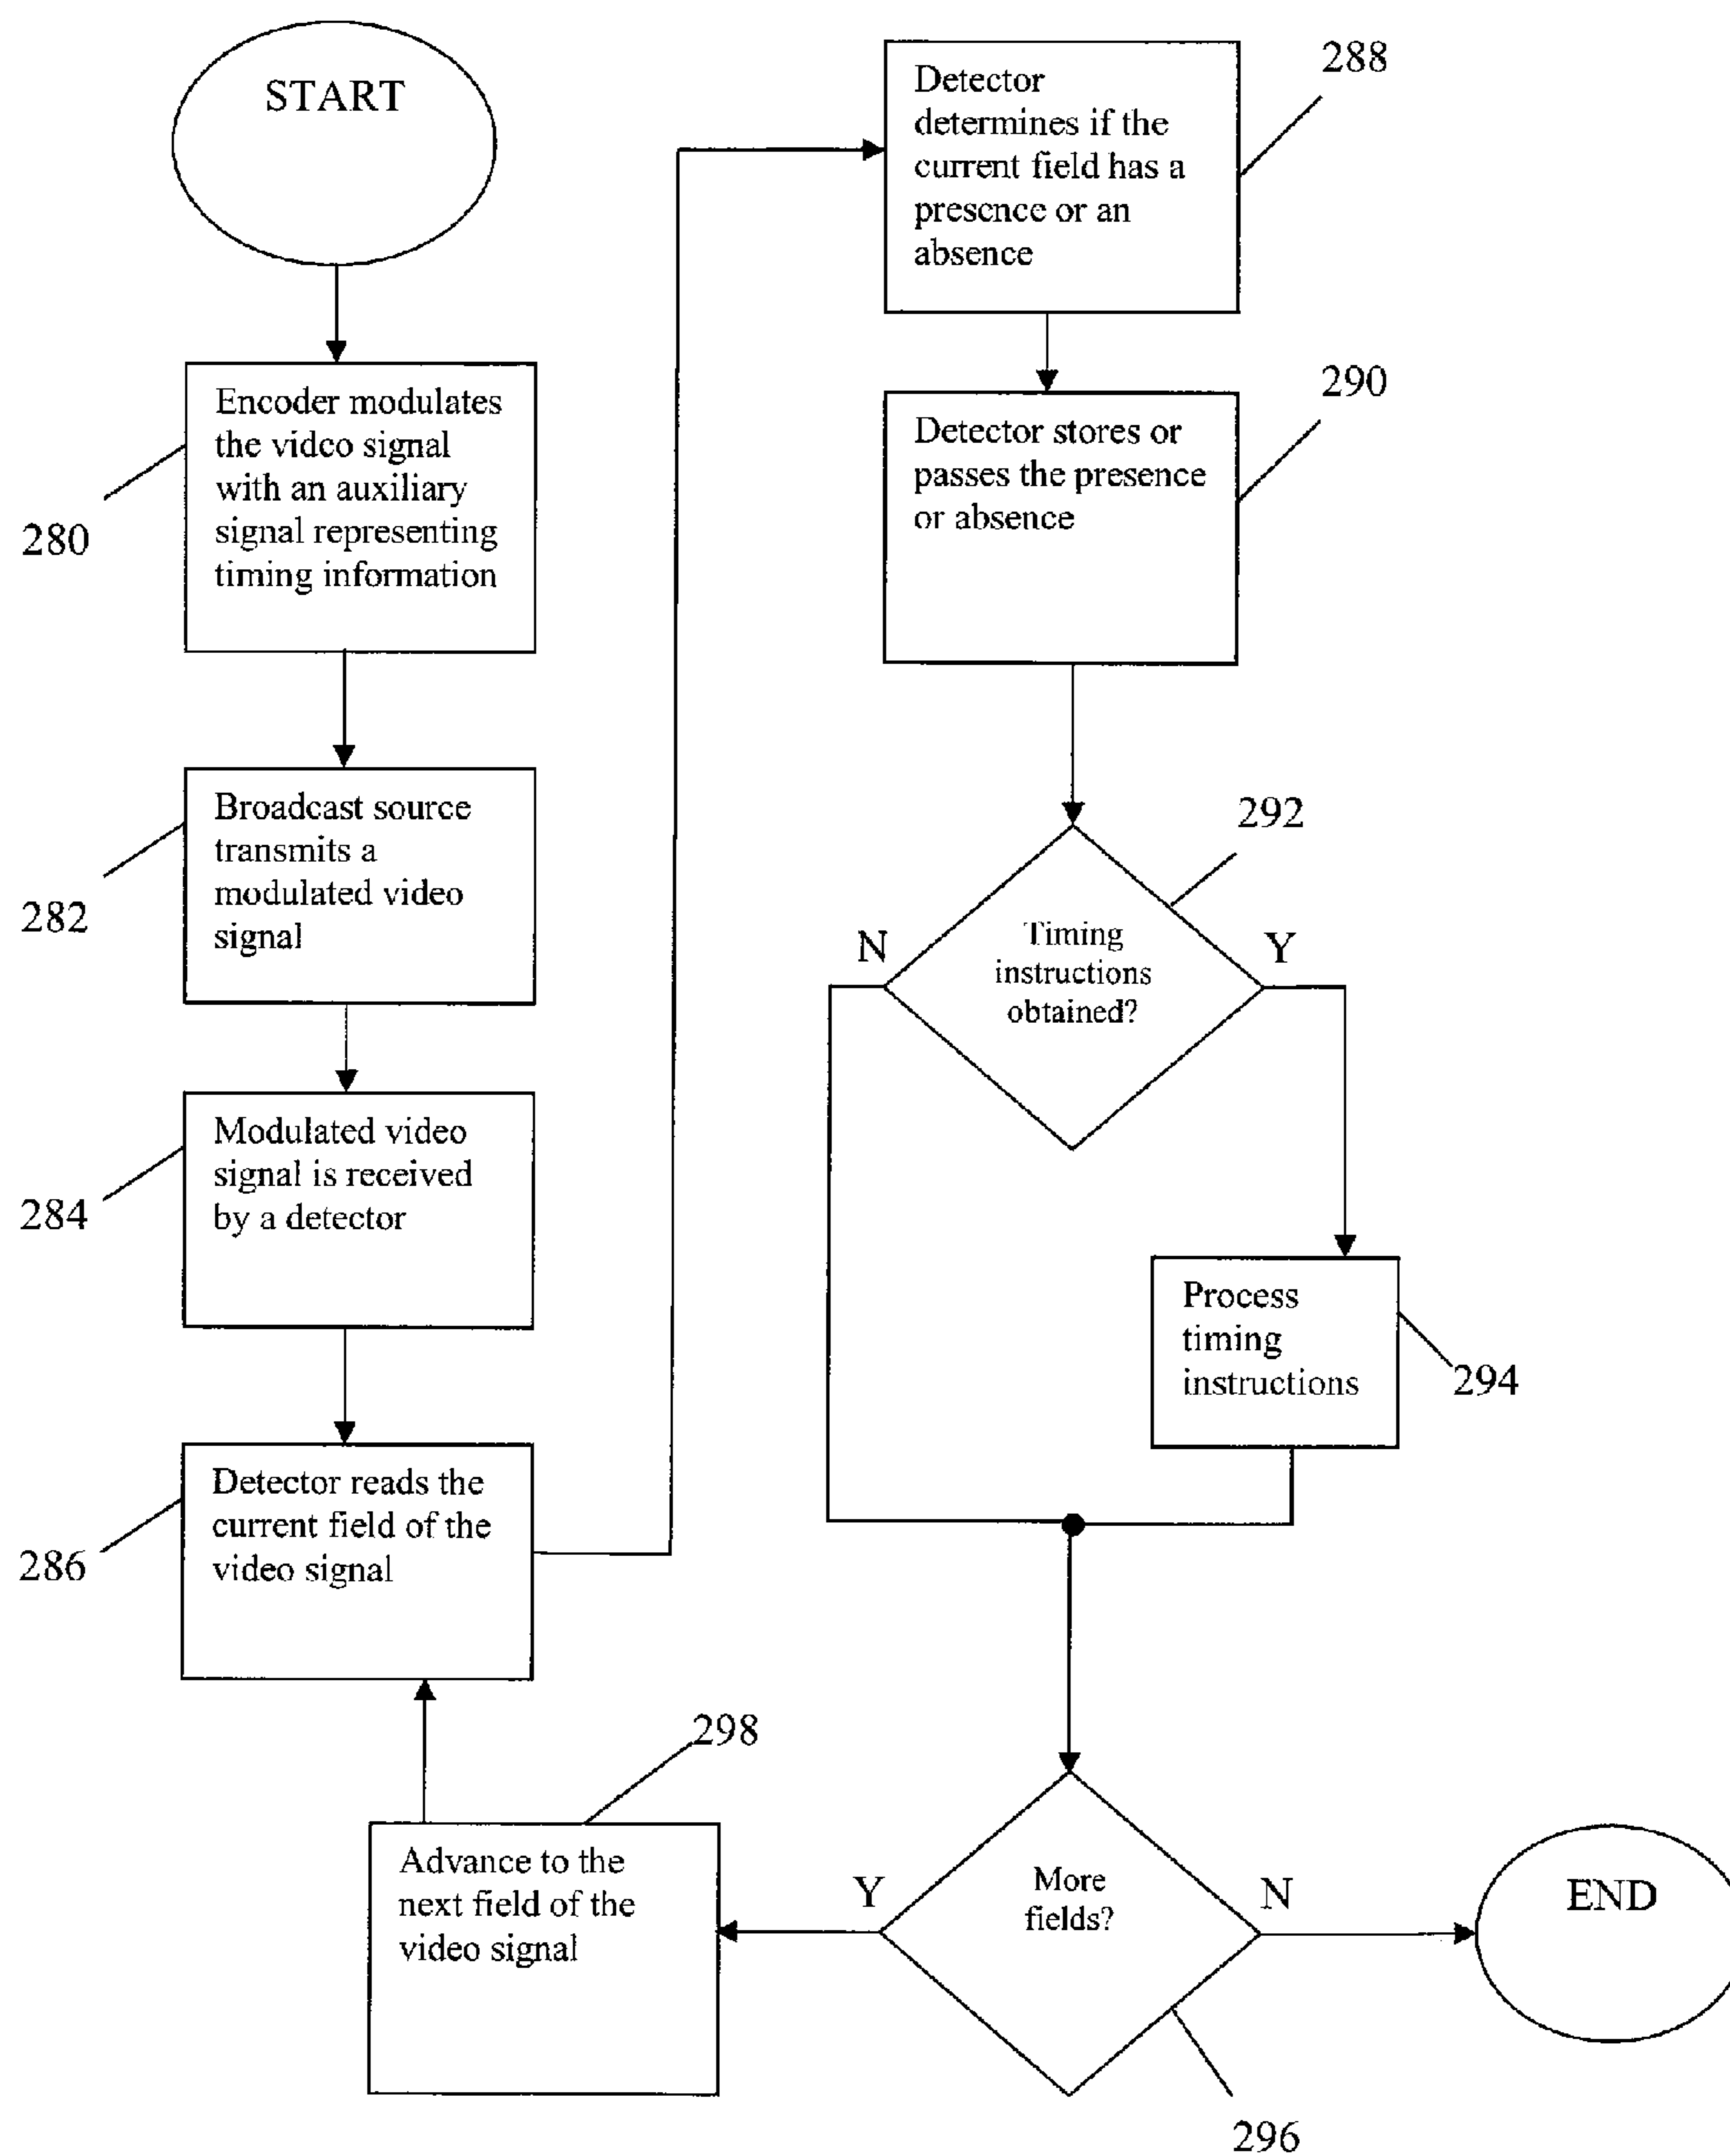 START
Encoder modulates
the video signal
with an auxiliary
signal representing
timing information
280
Broadcast source
transmits a
modulated video
signal
282
Modulated video
signal is received
by a detector
284
Detector reads the
current field of the
video signal
286
Detector
determines if the
current field has a
presence or an
absence
288
Detector stores or
passes the presence
or absence
290
292
N
Timing
instructions
obtained?
Y
Process
timing
instructions
294
298
Advance to the
next field of the
video signal
Y
More
fields?
N
296
END